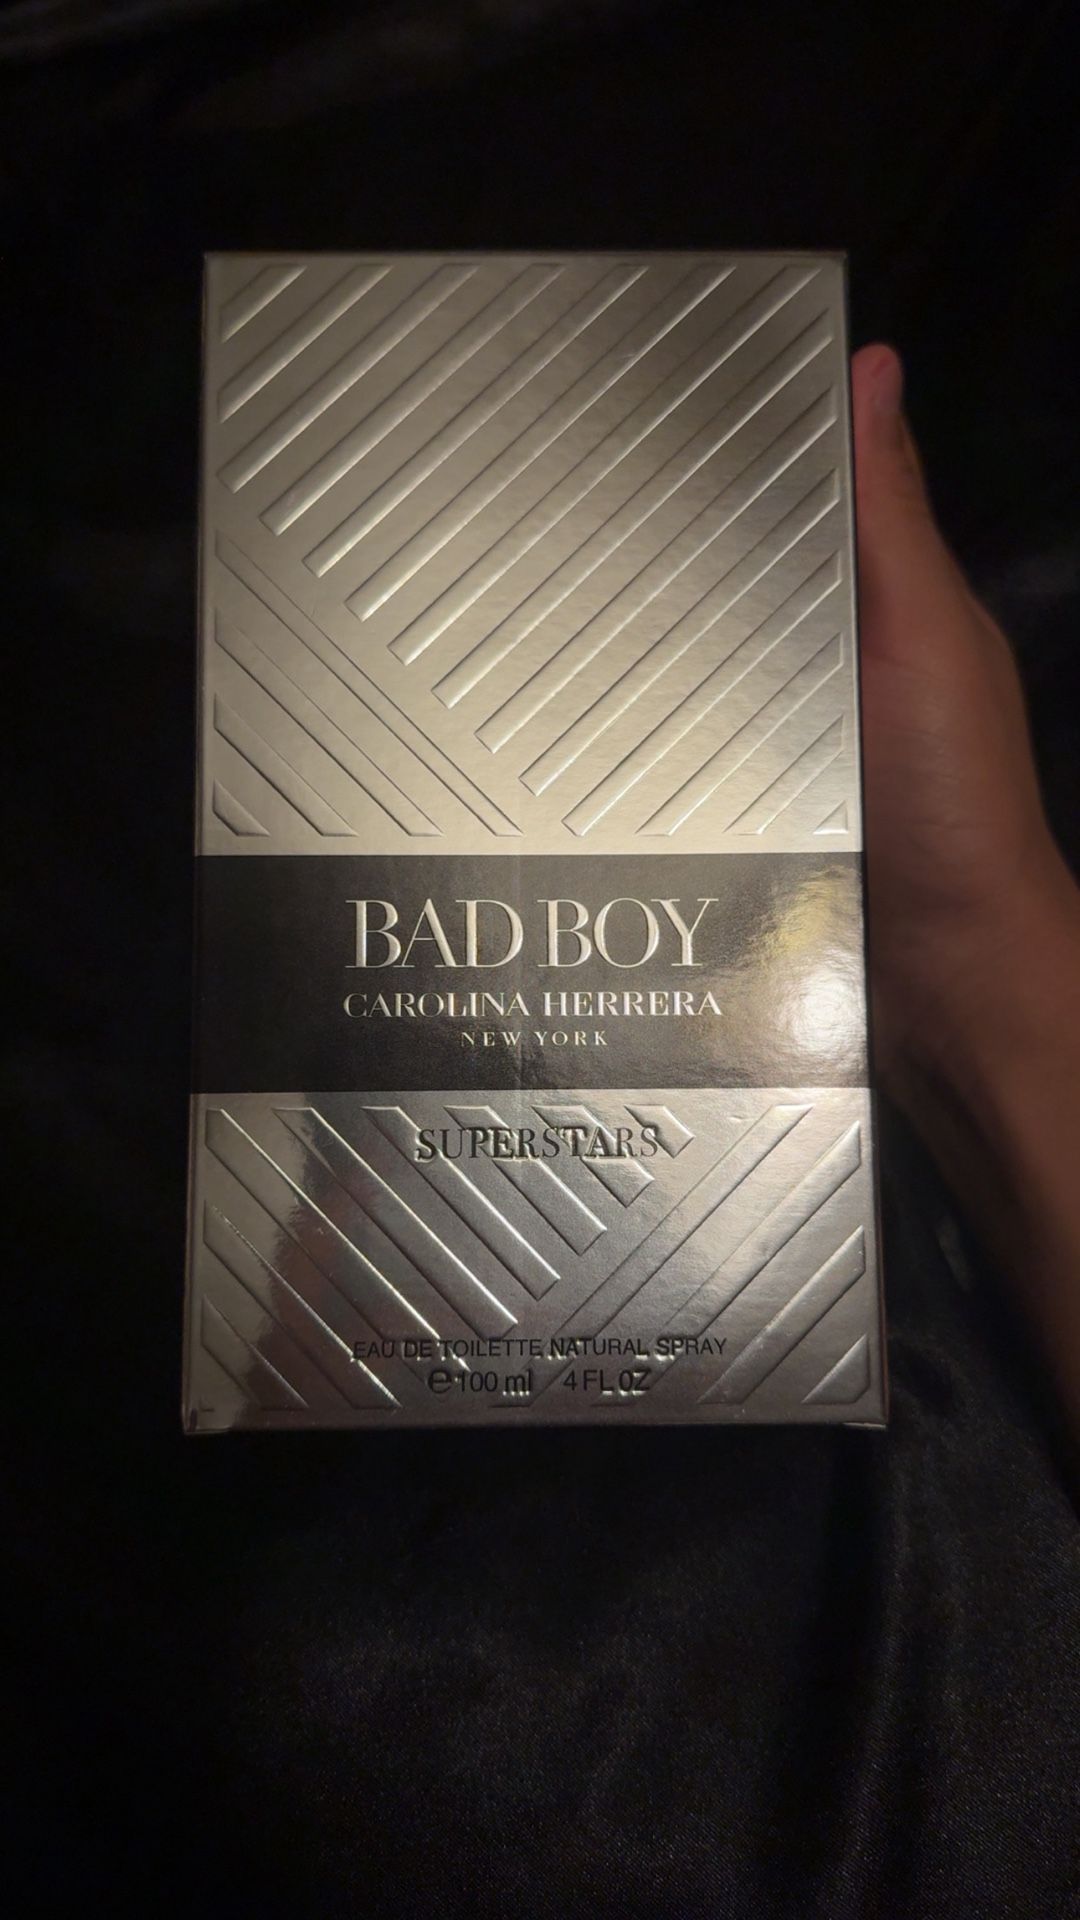 BAD BOY
CAROLINA HERRERA
NEW YORK
SUPERSTARS
EAU DE TOILETTE NATURAL SPRAY
℮100 ml 4 FL OZ